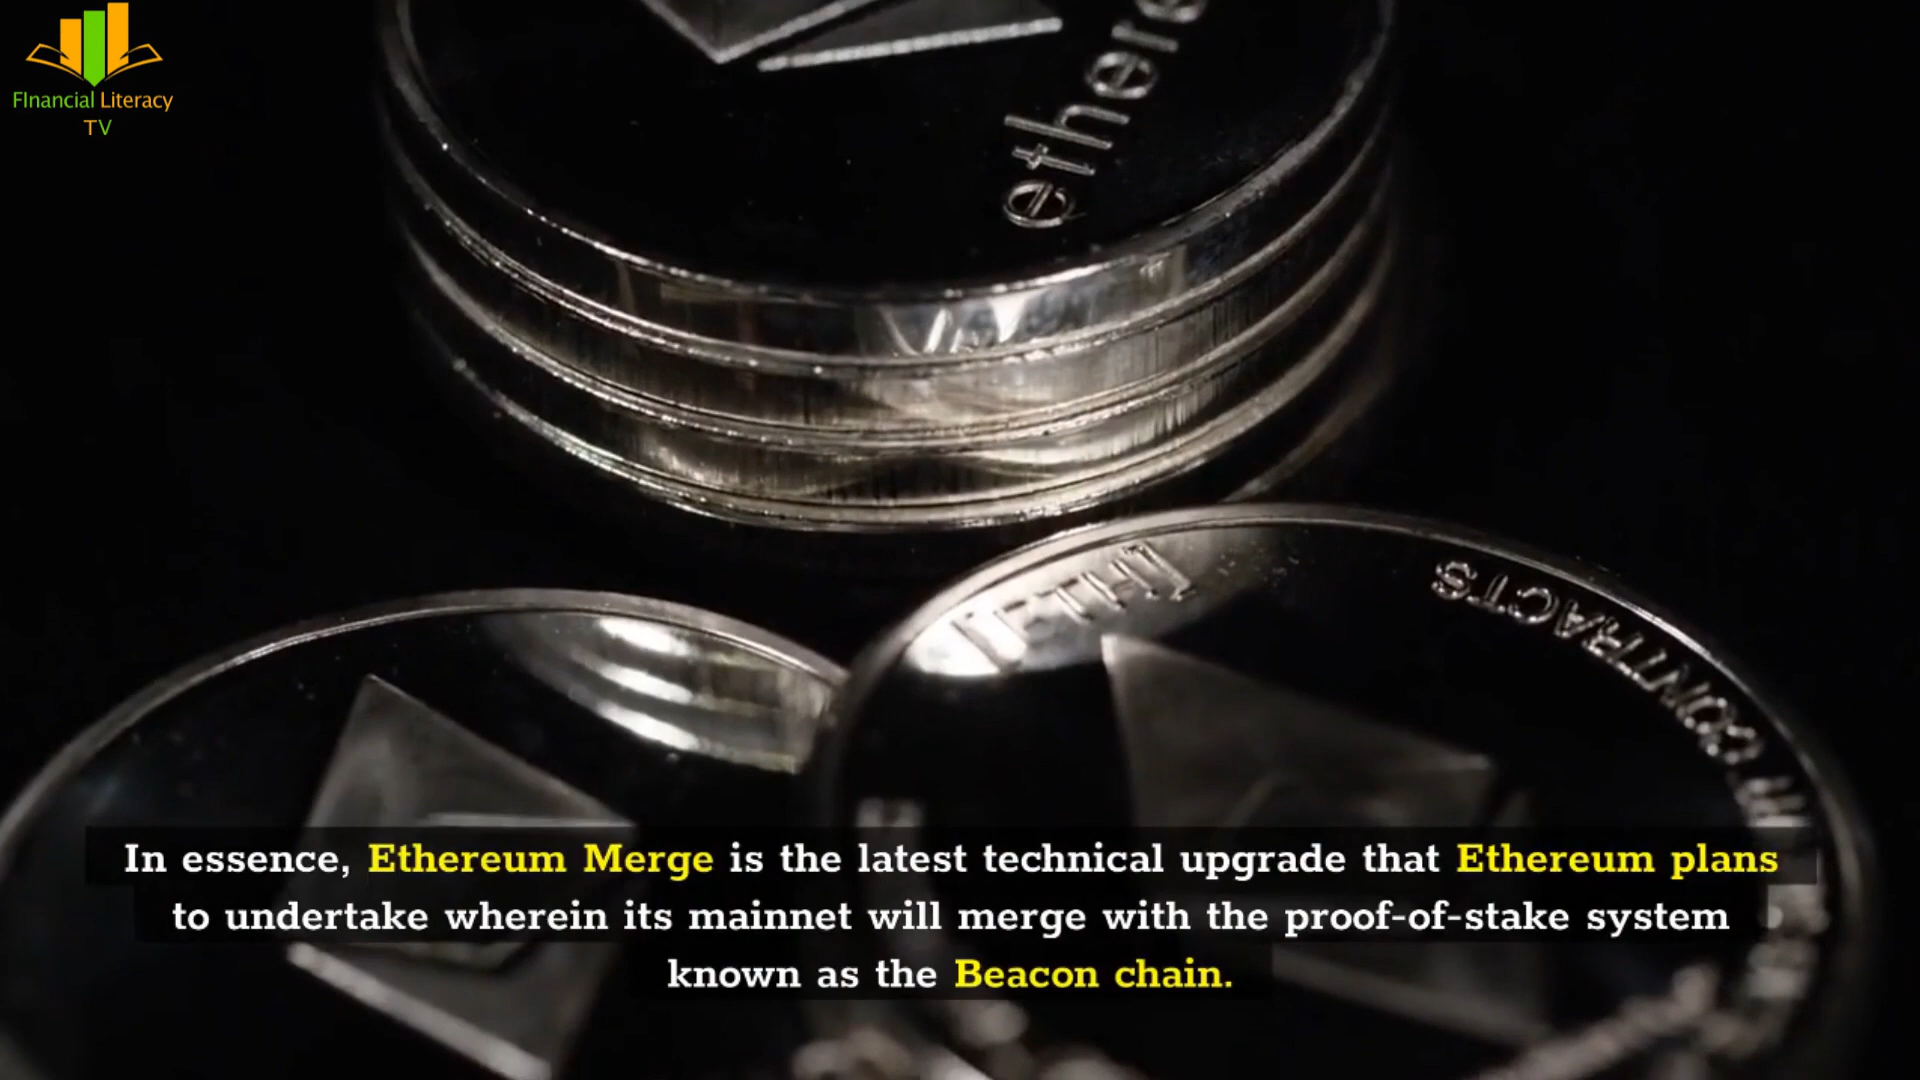 FInancial Literacy
TV
ethere
[ETH]
CONTRACTS
In essence, Ethereum Merge is the latest technical upgrade that Ethereum plans
to undertake wherein its mainnet will merge with the proof-of-stake system
known as the Beacon chain.